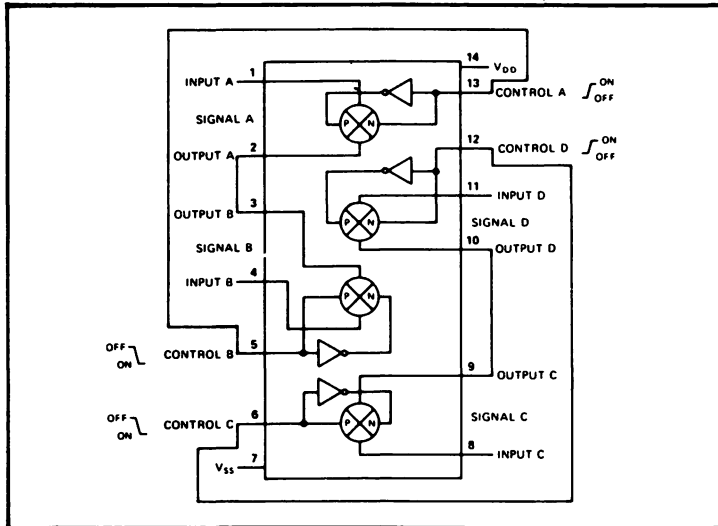 1
INPUT A
SIGNAL A
OUTPUT A
2
OUTPUT B
3
SIGNAL B
4
INPUT B
OFF
ON
CONTROL B
5
OFF
ON
CONTROL C
6
VSS
7
14
VDD
13
CONTROL A
ON
OFF
12
CONTROL D
ON
OFF
11
INPUT D
SIGNAL D
10
OUTPUT D
9
OUTPUT C
SIGNAL C
8
INPUT C
P N
P N
P N
P N